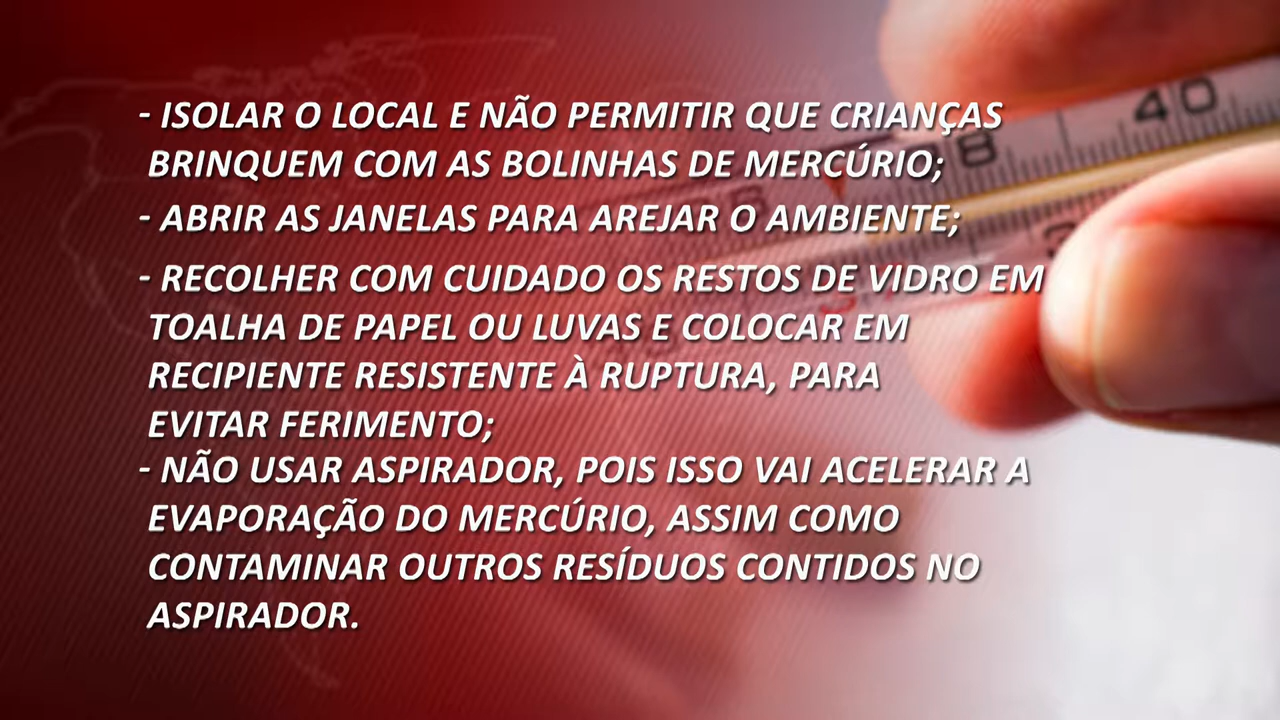 - ISOLAR O LOCAL E NÃO PERMITIR QUE CRIANÇAS
BRINQUEM COM AS BOLINHAS DE MERCÚRIO;
- ABRIR AS JANELAS PARA AREJAR O AMBIENTE;
- RECOLHER COM CUIDADO OS RESTOS DE VIDRO EM
TOALHA DE PAPEL OU LUVAS E COLOCAR EM
RECIPIENTE RESISTENTE À RUPTURA, PARA
EVITAR FERIMENTO;
- NÃO USAR ASPIRADOR, POIS ISSO VAI ACELERAR A
EVAPORAÇÃO DO MERCÚRIO, ASSIM COMO
CONTAMINAR OUTROS RESÍDUOS CONTIDOS NO
ASPIRADOR.
40